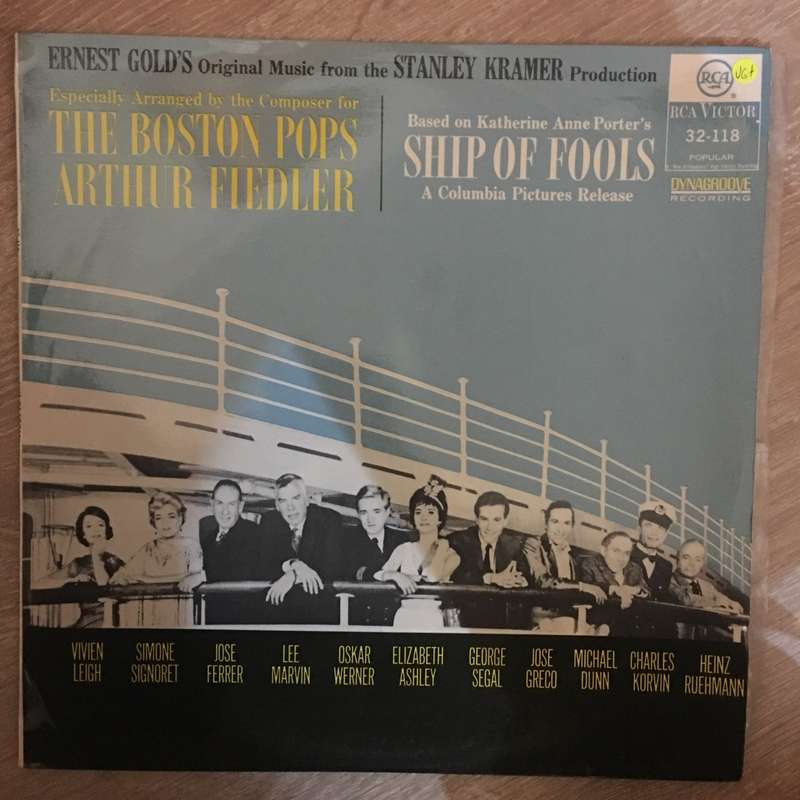 ERNEST GOLD'S Original Music from the STANLEY KRAMER Production
Especially Arranged by the Composer for
THE BOSTON POPS
ARTHUR FIEDLER
Based on Katherine Anne Porter's
SHIP OF FOOLS
A Columbia Pictures Release
RCA
VG+
RCA VICTOR
32-118
POPULAR
DYNAGROOVE
RECORDING
VIVIEN LEIGH
SIMONE SIGNORET
JOSE FERRER
LEE MARVIN
OSKAR WERNER
ELIZABETH ASHLEY
GEORGE SEGAL
JOSE GRECO
MICHAEL DUNN
CHARLES KORVIN
HEINZ RUEHMANN